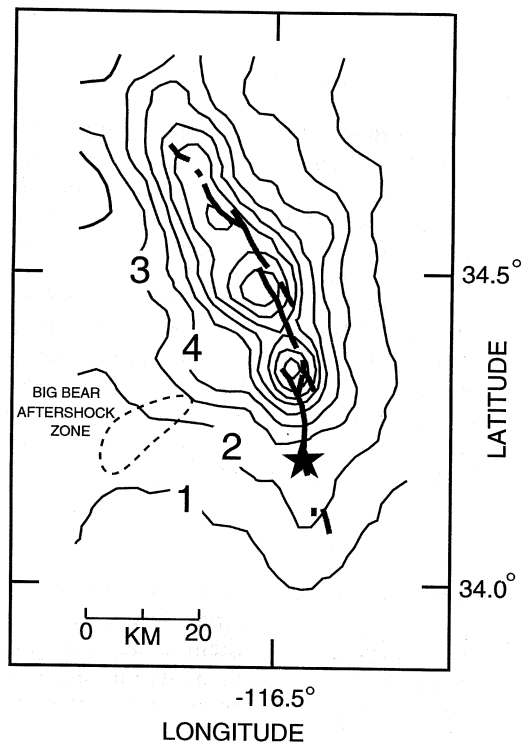 3
34.5°
4
BIG BEAR
AFTERSHOCK
ZONE
2
LATITUDE
1
34.0°
0 KM 20
-116.5°
LONGITUDE